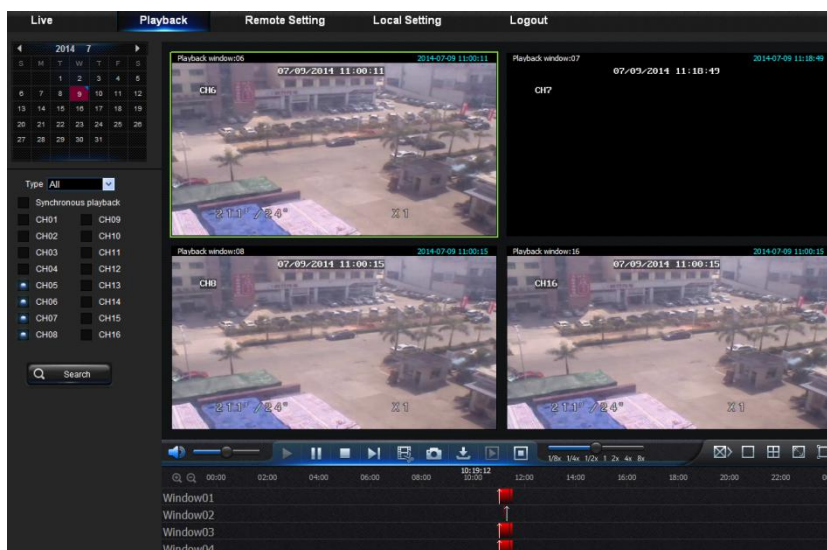 Live Playback Remote Setting Local Setting Logout
2014 7
S M T W T F S
1 2 3 4 5
6 7 8 9 10 11 12
13 14 15 16 17 18 19
20 21 22 23 24 25 26
27 28 29 30 31
Type All
Synchronous playback
CH01 CH09
CH02 CH10
CH03 CH11
CH04 CH12
CH05 CH13
CH06 CH14
CH07 CH15
CH08 CH16
Search
Playback window:06 2014-07-09 11:00:11
07/09/2014 11:00:11
CH6
X1
Playback window:07 2014-07-09 11:18:49
07/09/2014 11:18:49
CH7
Playback window:08 2014-07-09 11:00:15
07/09/2014 11:00:15
CH8
X1
Playback window:16 2014-07-09 11:00:15
07/09/2014 11:00:15
CH16
X1
1/8x 1/4x 1/2x 1 2x 4x 8x
10:19:12
00:00 02:00 04:00 06:00 08:00 10:00 12:00 14:00 16:00 18:00 20:00 22:00
Window01
Window02
Window03
Window04